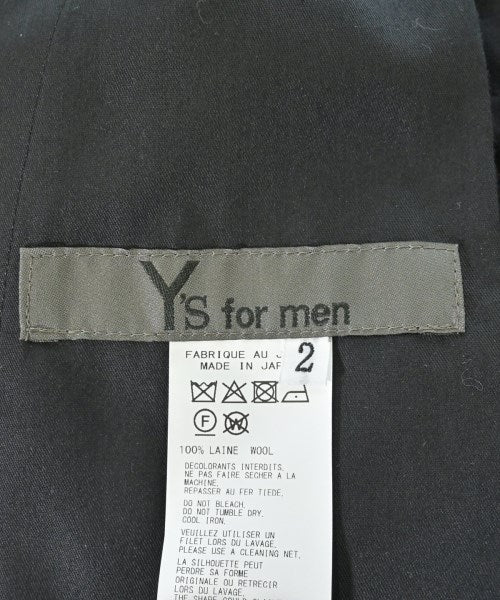 Y's for men
2
FABRIQUE AU
MADE IN
F
W
100% LAINE WOOL
DECOLORANTS INTERDITS.
NE PAS FAIRE SECHER A LA
MACHINE.
REPASSER AU FER TIEDE.
DO NOT BLEACH.
DO NOT TUMBLE DRY.
COOL IRON.
VEUILLEZ UTILISER UN
FILET LORS DU LAVAGE.
PLEASE USE A CLEANING NET.
LA SILHOUETTE PEUT
PERDRE SA FORME
ORIGINALE OU RETRECIR
LORS DU LAVAGE.